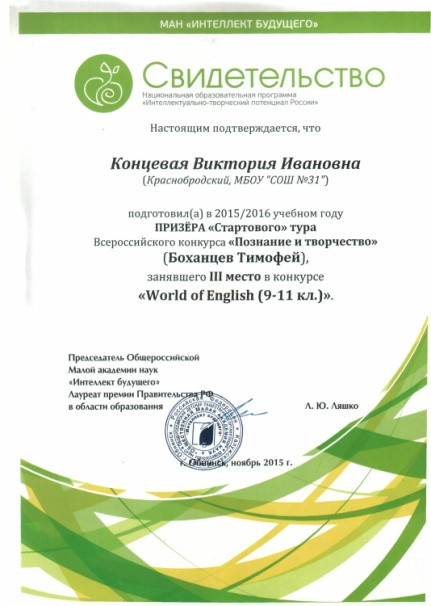 МАН «ИНТЕЛЛЕКТ БУДУЩЕГО»
Свидетельство
Национальная образовательная программа
«Интеллектуально-творческий потенциал России»
Настоящим подтверждается, что
Концевая Виктория Ивановна
(Краснобродский, МБОУ "СОШ №31")
подготовил(а) в 2015/2016 учебном году
ПРИЗЁРА «Стартового» тура
Всероссийского конкурса «Познание и творчество»
(Боханцев Тимофей),
занявшего III место в конкурсе
«World of English (9-11 кл.)».
Председатель Общероссийской
Малой академии наук
«Интеллект будущего»
Лауреат премии Правительства РФ
в области образования
Л. Ю. Ляшко
г. Обнинск, ноябрь 2015 г.